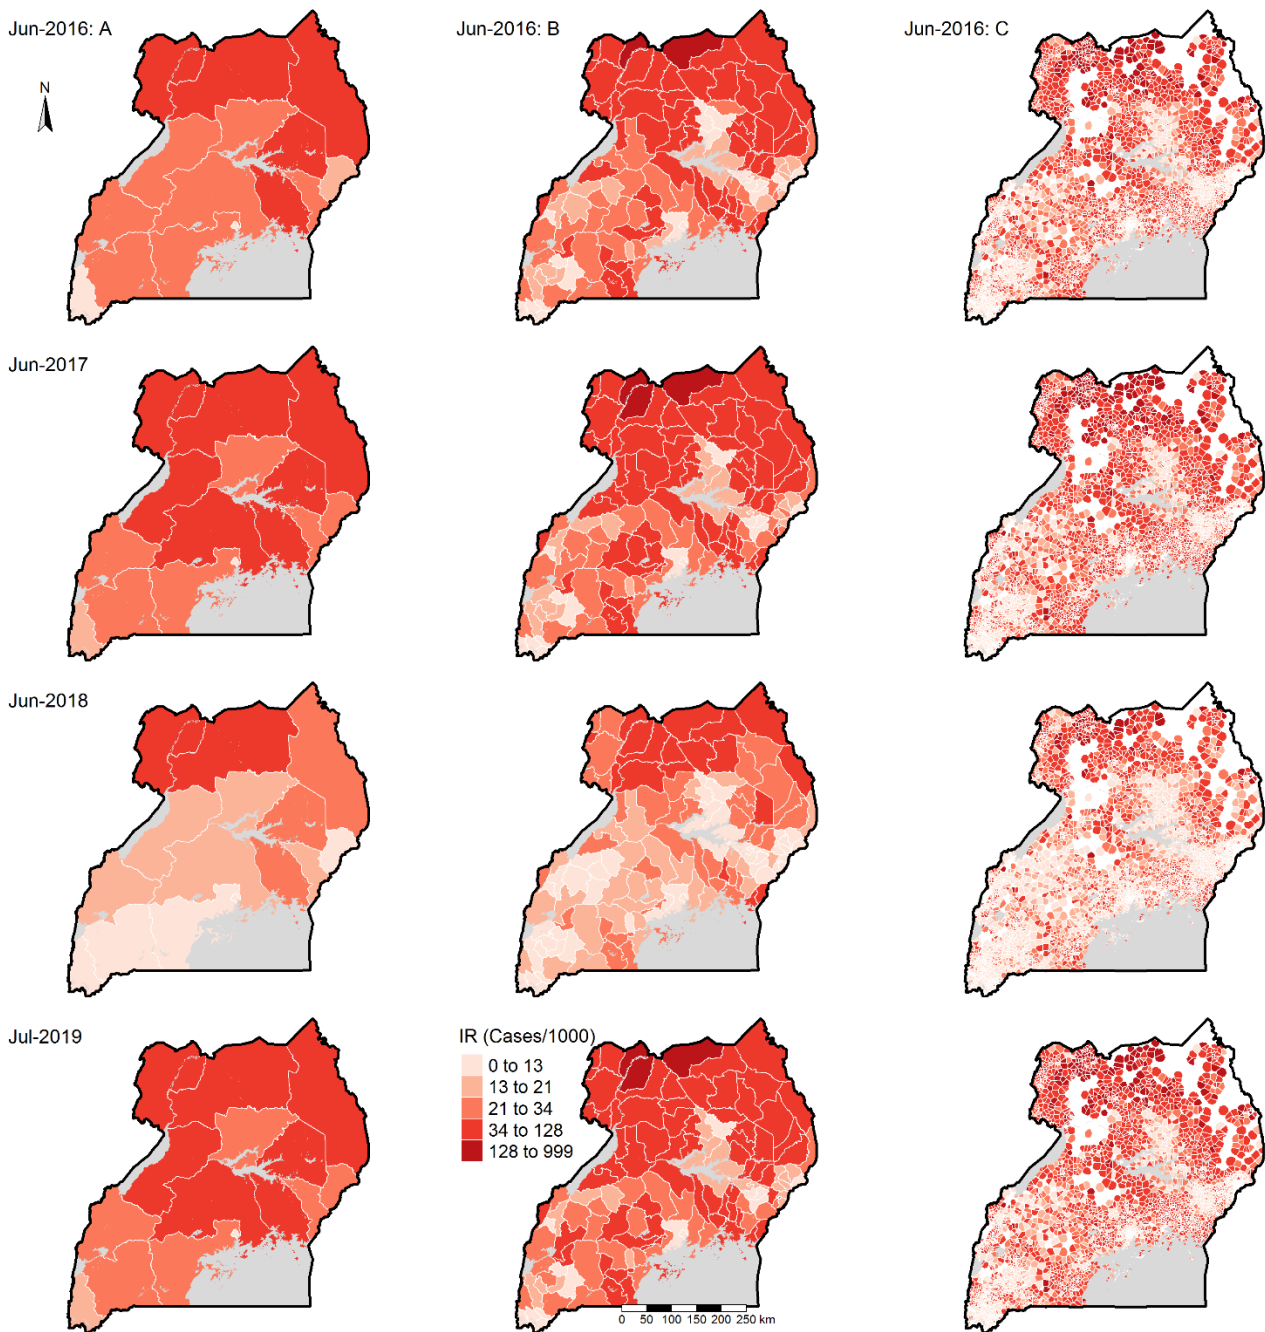 Jun-2016: A
Jun-2016: B
Jun-2016: C
N
Jun-2017
Jun-2018
Jul-2019
IR (Cases/1000)
0 to 13
13 to 21
21 to 34
34 to 128
128 to 999
0 50 100 150 200 250 km